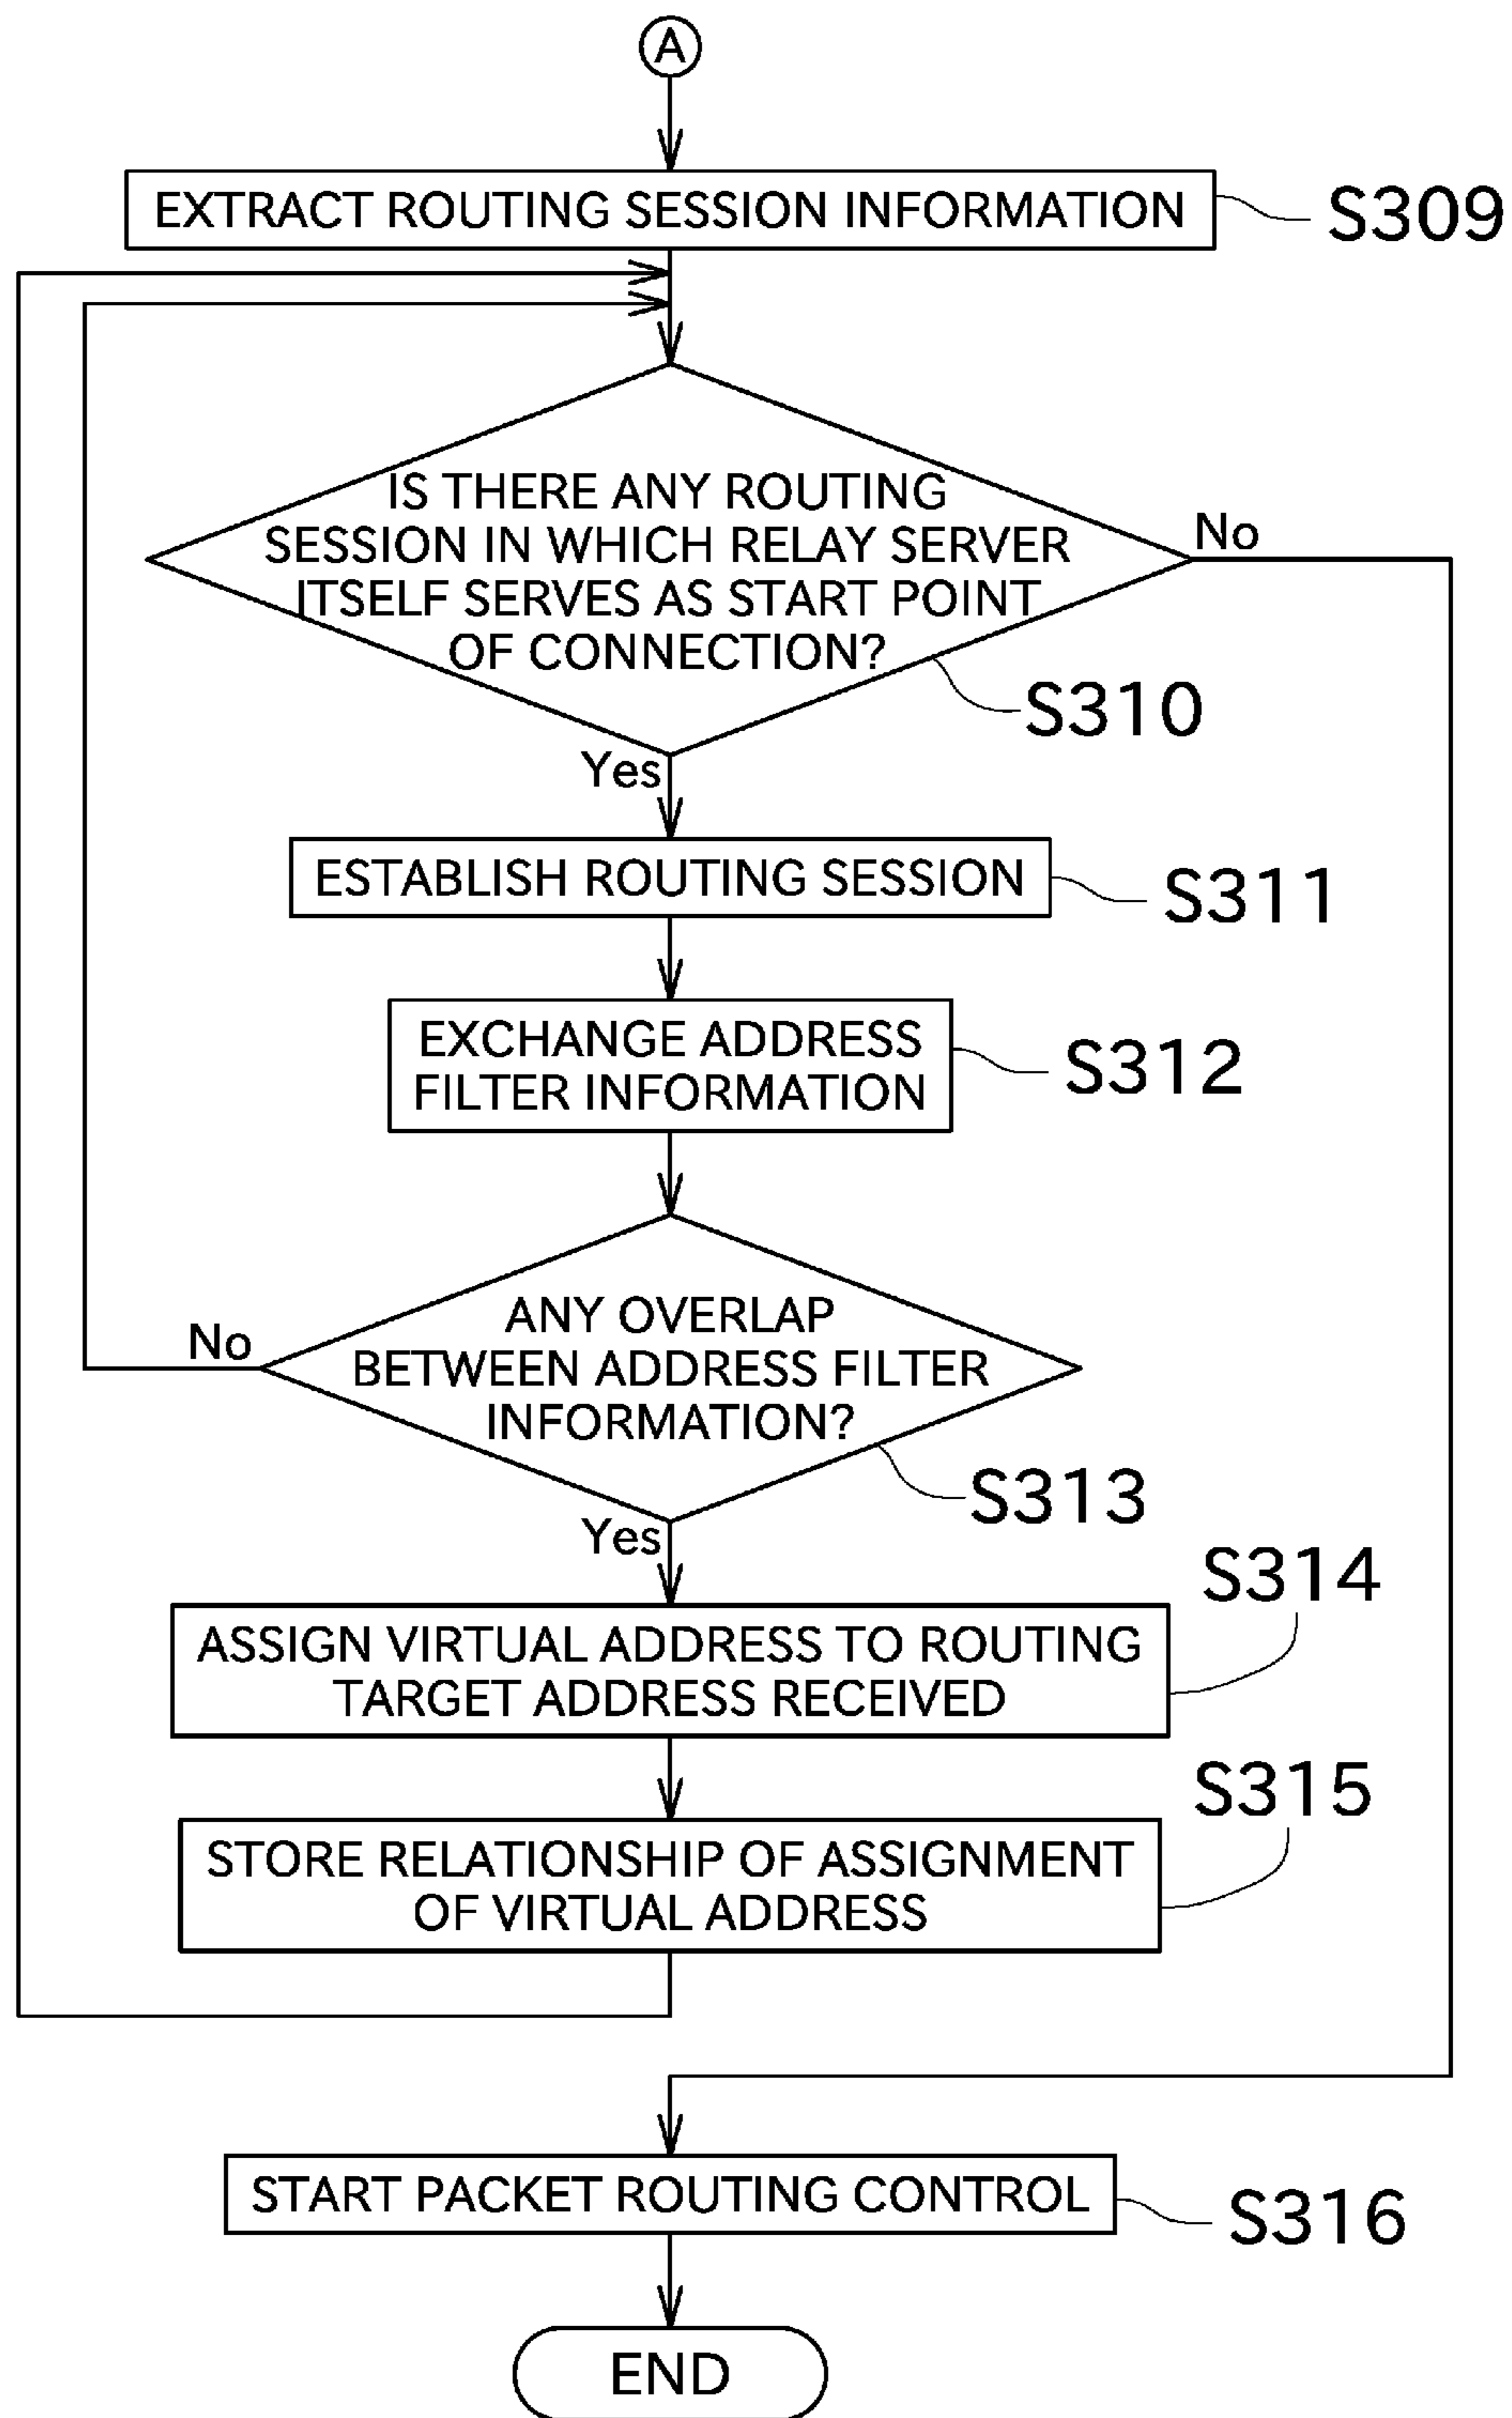 A
EXTRACT ROUTING SESSION INFORMATION
S309
IS THERE ANY ROUTING
SESSION IN WHICH RELAY SERVER
ITSELF SERVES AS START POINT
OF CONNECTION?
No
S310
Yes
ESTABLISH ROUTING SESSION
S311
EXCHANGE ADDRESS
FILTER INFORMATION
S312
ANY OVERLAP
BETWEEN ADDRESS FILTER
INFORMATION?
No
S313
Yes
S314
ASSIGN VIRTUAL ADDRESS TO ROUTING
TARGET ADDRESS RECEIVED
S315
STORE RELATIONSHIP OF ASSIGNMENT
OF VIRTUAL ADDRESS
START PACKET ROUTING CONTROL
S316
END